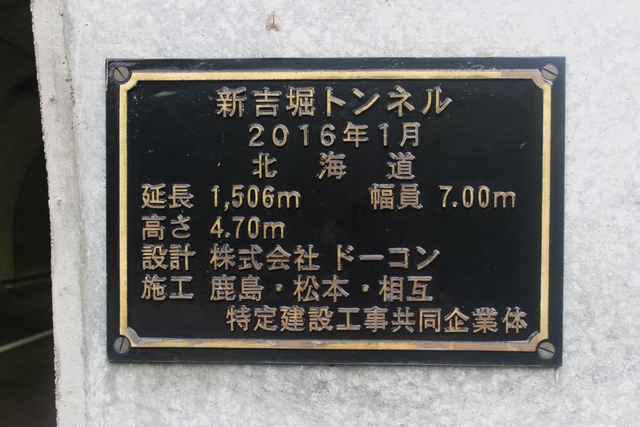 新吉堀トンネル
2016年1月
北海道
延長 1,506m 幅員 7.00m
高さ 4.70m
設計 株式会社 ドーコン
施工 鹿島・松本・相互
特定建設工事共同企業体